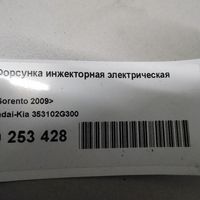 Форсунка инжекторная электрическая
Sorento 2009>
ndai-Kia 353102G300
253 428